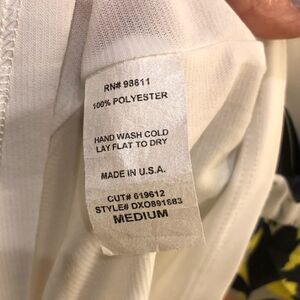 RN# 98611
100% POLYESTER
HAND WASH COLD
LAY FLAT TO DRY
MADE IN U.S.A.
CUT# 619612
STYLE# DXO891683
MEDIUM